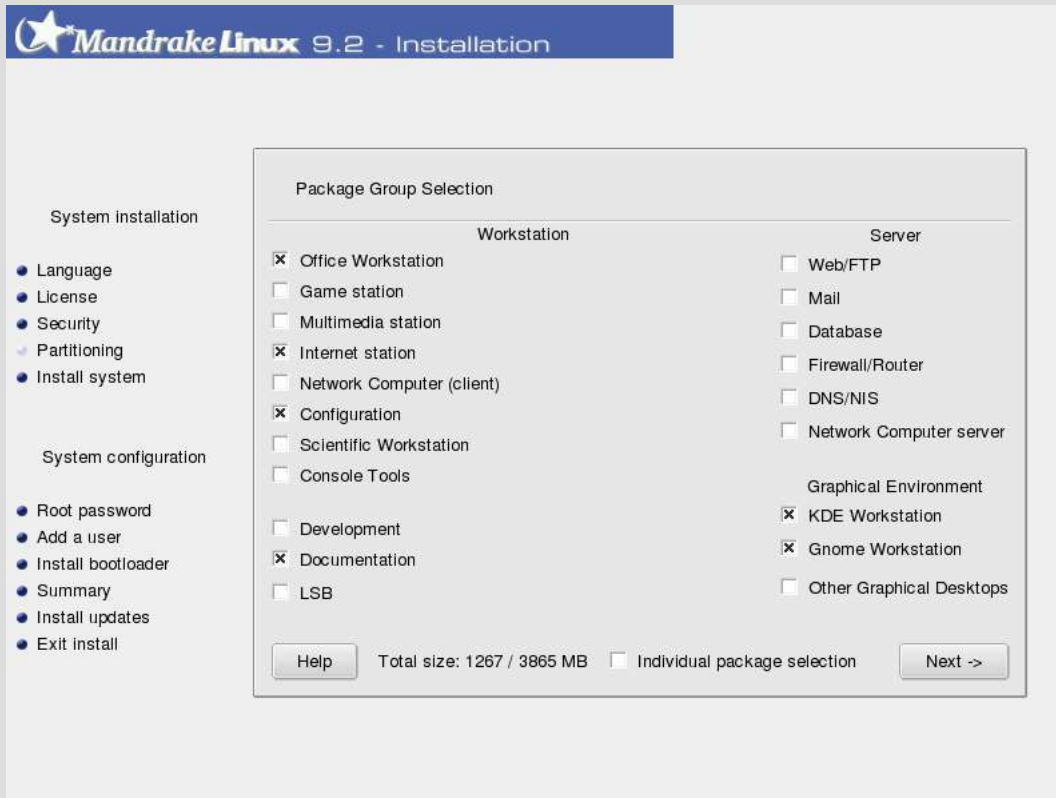 Mandrake Linux 9.2 - Installation
System installation
Language
License
Security
Partitioning
Install system
System configuration
Root password
Add a user
Install bootloader
Summary
Install updates
Exit install
Package Group Selection
Workstation
Office Workstation
Game station
Multimedia station
Internet station
Network Computer (client)
Configuration
Scientific Workstation
Console Tools
Development
Documentation
LSB
Server
Web/FTP
Mail
Database
Firewall/Router
DNS/NIS
Network Computer server
Graphical Environment
KDE Workstation
Gnome Workstation
Other Graphical Desktops
Help
Total size: 1267 / 3865 MB
Individual package selection
Next ->